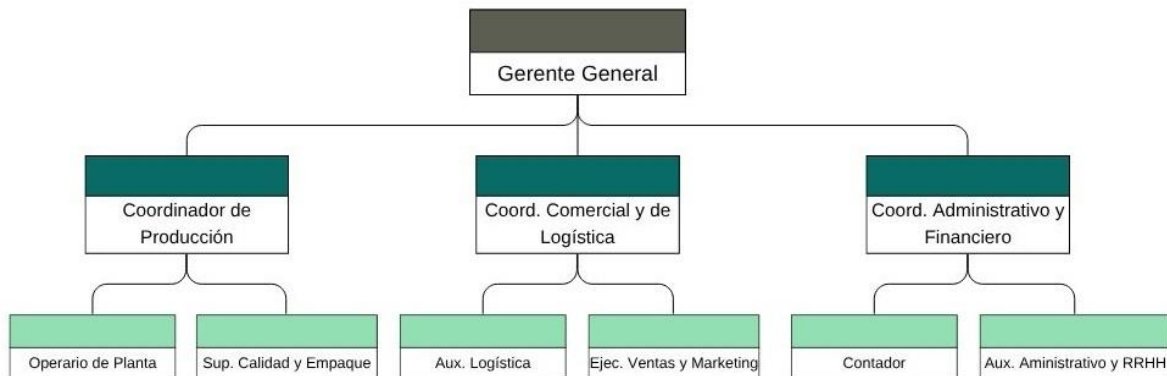 Gerente General
Coordinador de
Producción
Coord. Comercial y de
Logística
Coord. Administrativo y
Financiero
Operario de Planta
Sup. Calidad y Empaque
Aux. Logística
Ejec. Ventas y Marketing
Contador
Aux. Aministrativo y RRHH